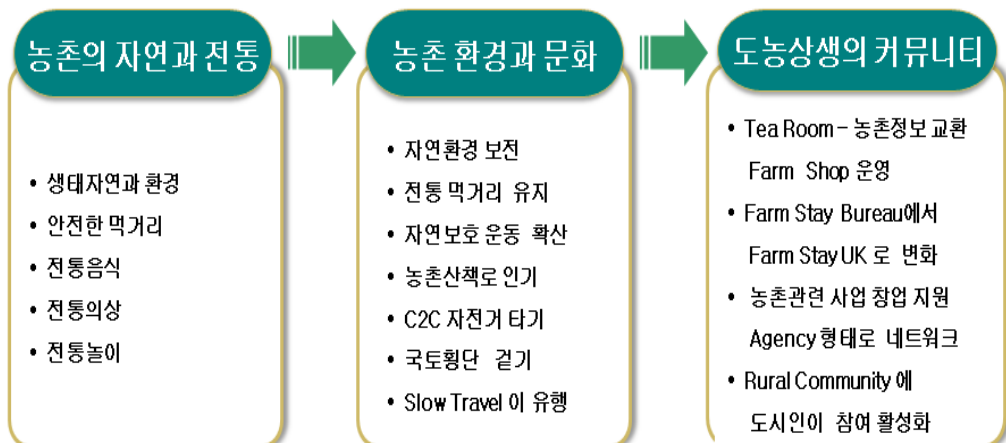 농촌의 자연과 전통
• 생태자연과 환경
• 안전한 먹거리
• 전통음식
• 전통의상
• 전통놀이
농촌 환경과 문화
• 자연환경 보전
• 전통 먹거리 유지
• 자연보호 운동 확산
• 농촌산책로 인기
• C2C 자전거 타기
• 국토횡단 걷기
• Slow Travel 이 유행
도농상생의 커뮤니티
• Tea Room – 농촌정보 교환
Farm Shop 운영
• Farm Stay Bureau에서
Farm Stay UK 로 변화
• 농촌관련 사업 창업 지원
Agency 형태로 네트워크
• Rural Community 에
도시인이 참여 활성화